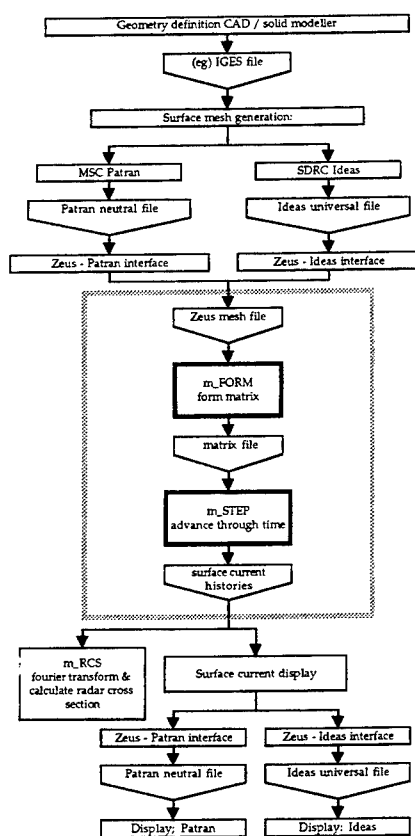 Geometry definition CAD / solid modeller
(eg) IGES file
Surface mesh generation:
MSC Patran
SDRC Ideas
Patran neutral file
Ideas universal file
Zeus - Patran interface
Zeus - Ideas interface
Zeus mesh file
m_FORM
form matrix
matrix file
m_STEP
advance through time
surface current
histories
m_RCS
fourier transform &
calculate radar cross
section
Surface current display
Zeus - Patran interface
Zeus - Ideas interface
Patran neutral file
Ideas universal file
Display; Patran
Display: Ideas